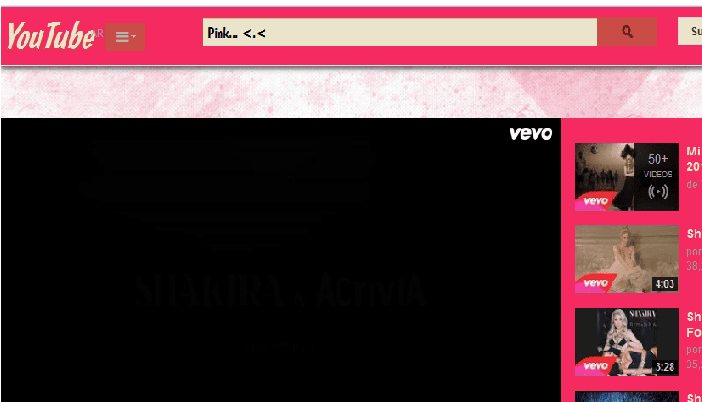 YouTube AR
Pink... <.<
Su
vevo
SHAKIRA & ACTIVIA
50+
VIDEOS
vevo
Mi
20
de
vevo
4:03
Sh
por
38,
SHAKIRA
vevo
3:28
Sh
Fo
por
35,
Sh